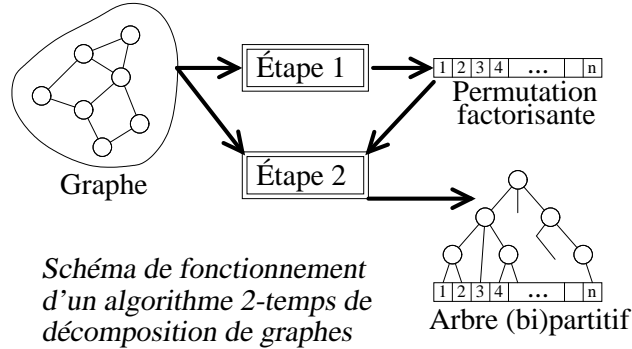 Étape 1
1 2 3 4 ... n
Permutation
factorisante
Graphe
Étape 2
Schéma de fonctionnement
d'un algorithme 2-temps de
décomposition de graphes
1 2 3 4 ... n
Arbre (bi)partitif